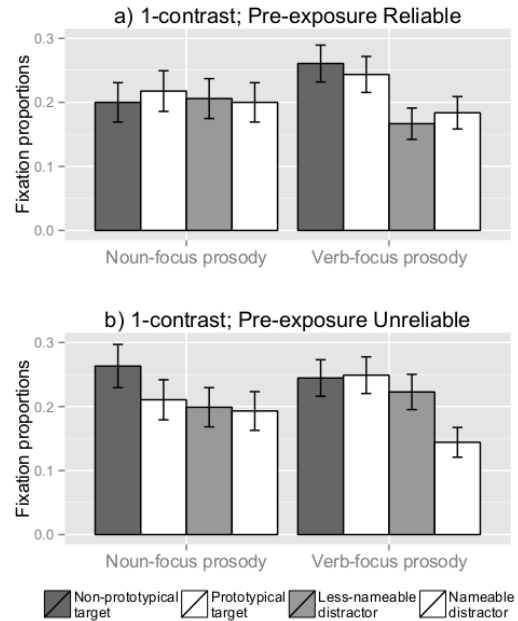 a) 1-contrast; Pre-exposure Reliable
Fixation proportions
0.3
0.2
0.1
0.0
Noun-focus prosody Verb-focus prosody
b) 1-contrast; Pre-exposure Unreliable
Fixation proportions
0.3
0.2
0.1
0.0
Noun-focus prosody Verb-focus prosody
Non-prototypical Prototypical Less-nameable Nameable
target target distractor distractor